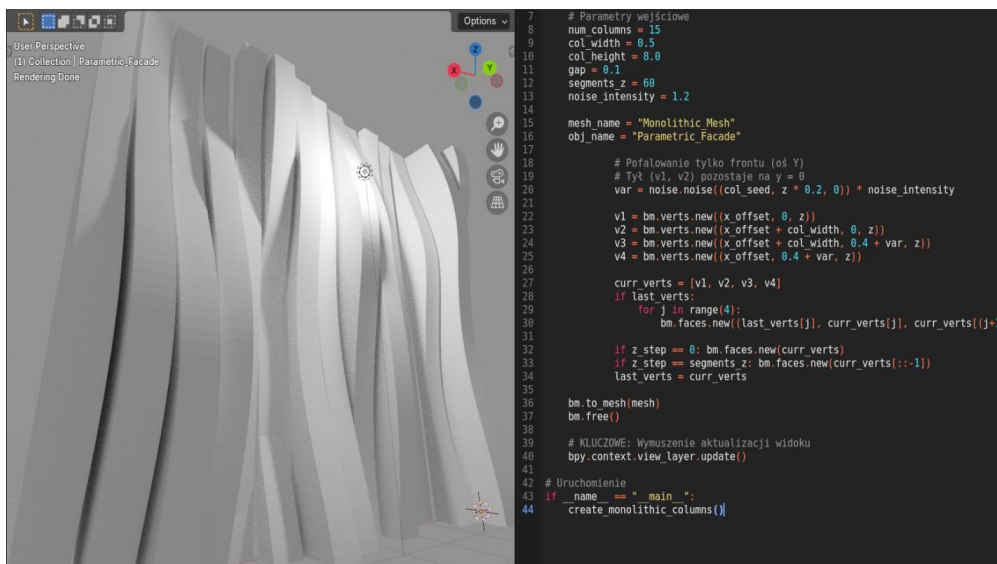 Options
User Perspective
(1) Collection | Parametric_Facade
Rendering Done
Z
Y
X
7 # Parametry wejściowe
8 num_columns = 15
9 col_width = 0.5
10 col_height = 8.0
11 gap = 0.1
12 segments_z = 60
13 noise_intensity = 1.2
14
15 mesh_name = "Monolithic_Mesh"
16 obj_name = "Parametric_Facade"
17
18 # Pofalowanie tylko frontu (oś Y)
19 # Tył (v1, v2) pozostaje na y = 0
20 var = noise.noise((col_seed, z * 0.2, 0)) * noise_intensity
21
22 v1 = bm.verts.new((x_offset, 0, z))
23 v2 = bm.verts.new((x_offset + col_width, 0, z))
24 v3 = bm.verts.new((x_offset + col_width, 0.4 + var, z))
25 v4 = bm.verts.new((x_offset, 0.4 + var, z))
26
27 curr_verts = [v1, v2, v3, v4]
28 if last_verts:
29 for j in range(4):
30 bm.faces.new((last_verts[j], curr_verts[j], curr_verts[(j+
31
32 if z_step == 0: bm.faces.new(curr_verts)
33 if z_step == segments_z: bm.faces.new(curr_verts[::-1])
34 last_verts = curr_verts
35
36 bm.to_mesh(mesh)
37 bm.free()
38
39 # KLUCZOWE: Wymuszenie aktualizacji widoku
40 bpy.context.view_layer.update()
41
42 # Uruchomienie
43 if __name__ == "__main__":
44 create_monolithic_columns()